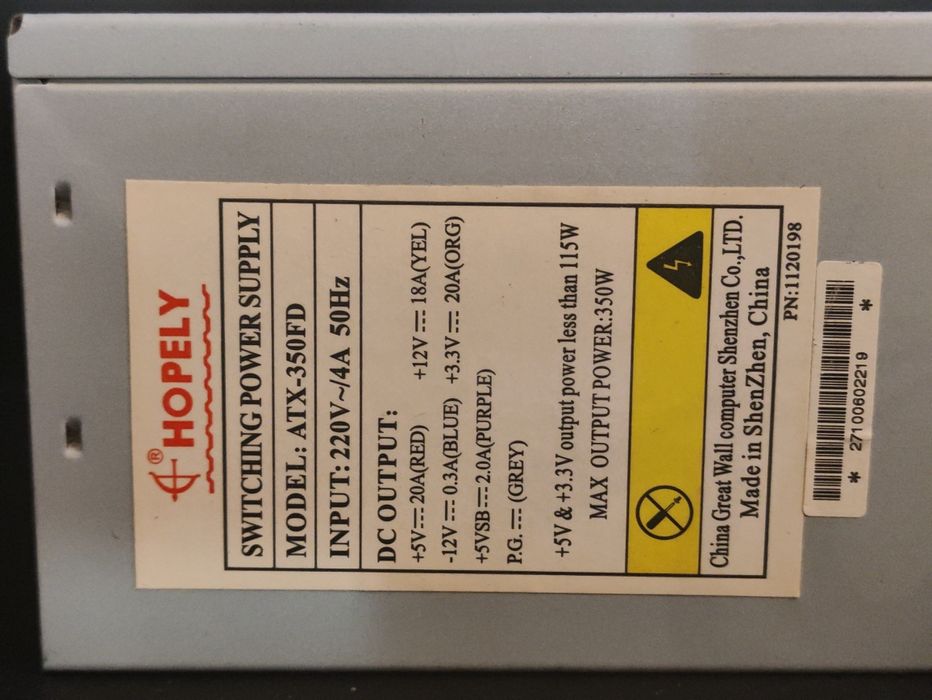 ® HOPELY
SWITCHING POWER SUPPLY
MODEL: ATX-350FD
INPUT: 220V~/4A 50Hz
DC OUTPUT:
+5V⎓20A(RED) +12V⎓18A(YEL)
-12V⎓0.3A(BLUE) +3.3V⎓20A(ORG)
+5VSB⎓2.0A(PURPLE)
P.G.⎓(GREY)
+5V & +3.3V output power less than 115W
MAX OUTPUT POWER:350W
China Great Wall computer Shenzhen Co.,LTD.
Made in ShenZhen, China
PN:1120198
* 27100602219 *